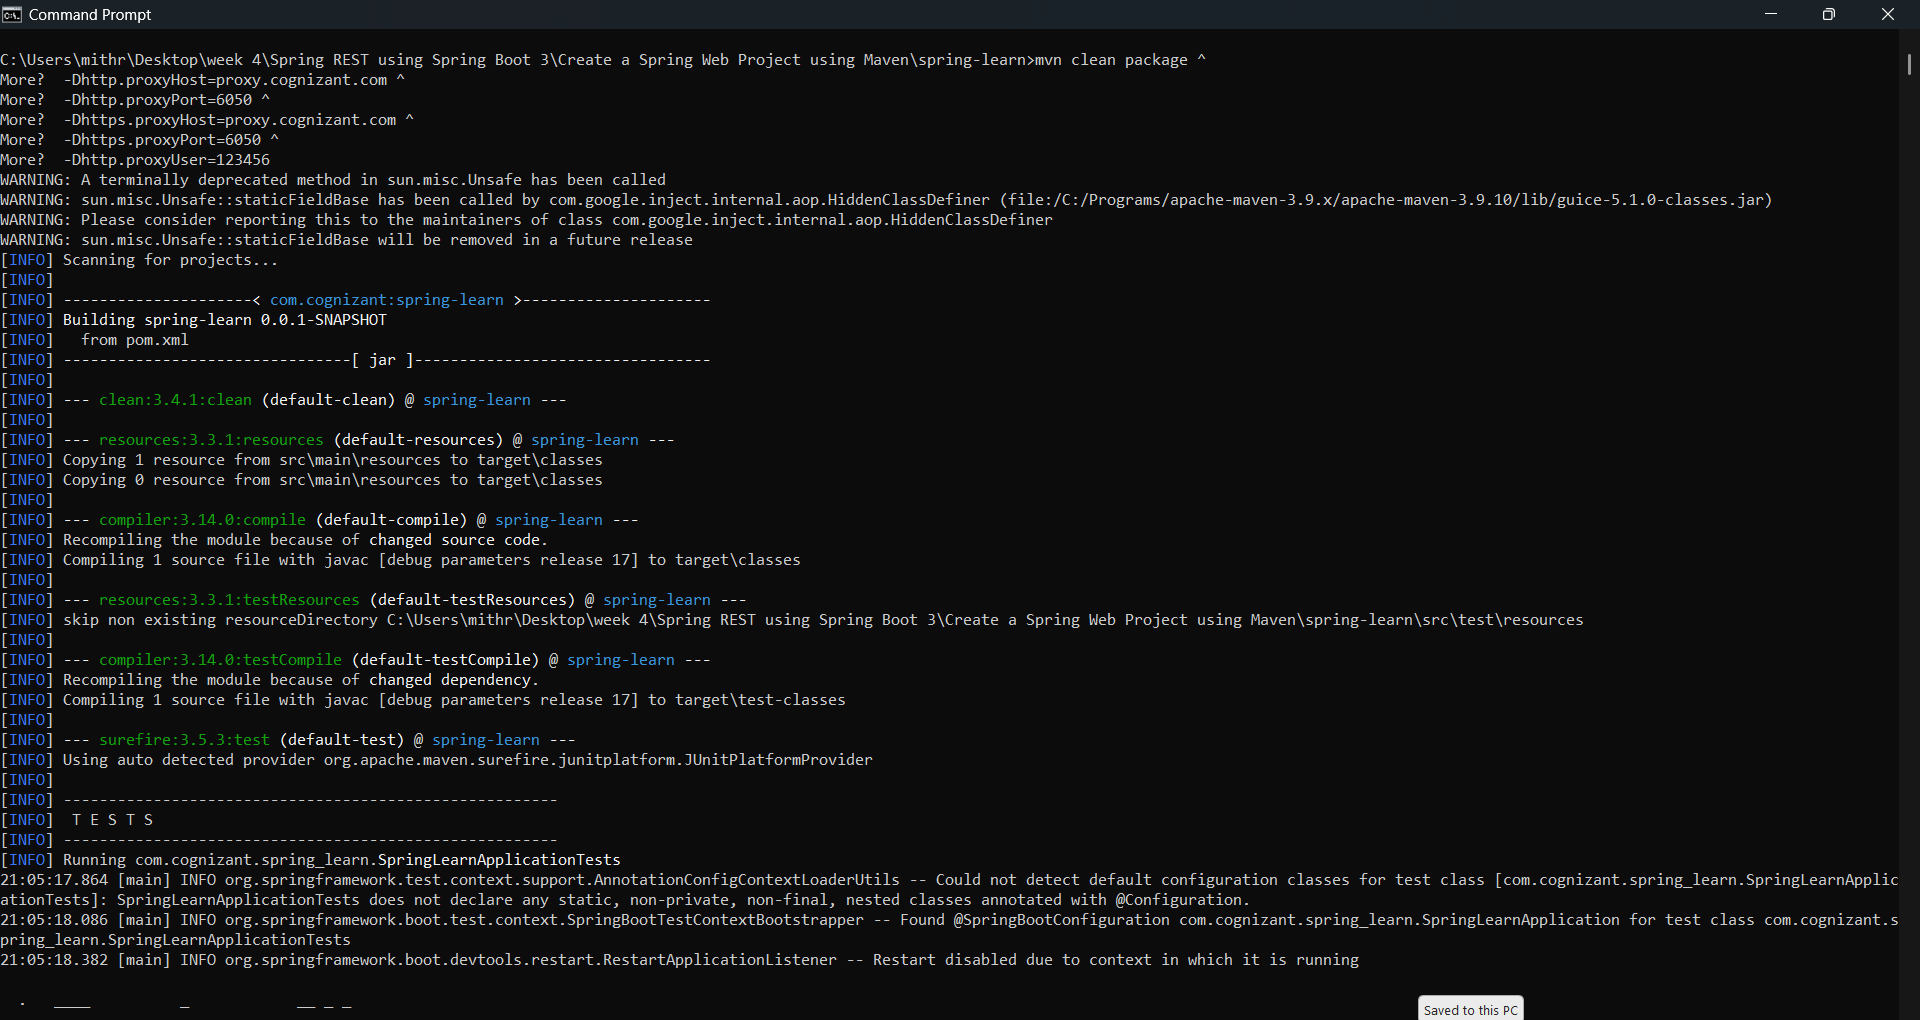 Command Prompt
C:\Users\mithr\Desktop\week 4\Spring REST using Spring Boot 3\Create a Spring Web Project using Maven\spring-learn>mvn clean package ^
More?  -Dhttp.proxyHost=proxy.cognizant.com ^
More?  -Dhttp.proxyPort=6050 ^
More?  -Dhttps.proxyHost=proxy.cognizant.com ^
More?  -Dhttps.proxyPort=6050 ^
More?  -Dhttp.proxyUser=123456
WARNING: A terminally deprecated method in sun.misc.Unsafe has been called
WARNING: sun.misc.Unsafe::staticFieldBase has been called by com.google.inject.internal.aop.HiddenClassDefiner (file:/C:/Programs/apache-maven-3.9.x/apache-maven-3.9.10/lib/guice-5.1.0-classes.jar)
WARNING: Please consider reporting this to the maintainers of class com.google.inject.internal.aop.HiddenClassDefiner
WARNING: sun.misc.Unsafe::staticFieldBase will be removed in a future release
[INFO] Scanning for projects...
[INFO]
[INFO] ---------------------< com.cognizant:spring-learn >---------------------
[INFO] Building spring-learn 0.0.1-SNAPSHOT
[INFO]   from pom.xml
[INFO] --------------------------------[ jar ]---------------------------------
[INFO]
[INFO] --- clean:3.4.1:clean (default-clean) @ spring-learn ---
[INFO]
[INFO] --- resources:3.3.1:resources (default-resources) @ spring-learn ---
[INFO] Copying 1 resource from src\main\resources to target\classes
[INFO] Copying 0 resource from src\main\resources to target\classes
[INFO]
[INFO] --- compiler:3.14.0:compile (default-compile) @ spring-learn ---
[INFO] Recompiling the module because of changed source code.
[INFO] Compiling 1 source file with javac [debug parameters release 17] to target\classes
[INFO]
[INFO] --- resources:3.3.1:testResources (default-testResources) @ spring-learn ---
[INFO] skip non existing resourceDirectory C:\Users\mithr\Desktop\week 4\Spring REST using Spring Boot 3\Create a Spring Web Project using Maven\spring-learn\src\test\resources
[INFO]
[INFO] --- compiler:3.14.0:testCompile (default-testCompile) @ spring-learn ---
[INFO] Recompiling the module because of changed dependency.
[INFO] Compiling 1 source file with javac [debug parameters release 17] to target\test-classes
[INFO]
[INFO] --- surefire:3.5.3:test (default-test) @ spring-learn ---
[INFO] Using auto detected provider org.apache.maven.surefire.junitplatform.JUnitPlatformProvider
[INFO]
[INFO] -------------------------------------------------------
[INFO]  T E S T S
[INFO] -------------------------------------------------------
[INFO] Running com.cognizant.spring_learn.SpringLearnApplicationTests
21:05:17.864 [main] INFO org.springframework.test.context.support.AnnotationConfigContextLoaderUtils -- Could not detect default configuration classes for test class [com.cognizant.spring_learn.SpringLearnApplic
ationTests]: SpringLearnApplicationTests does not declare any static, non-private, non-final, nested classes annotated with @Configuration.
21:05:18.086 [main] INFO org.springframework.boot.test.context.SpringBootTestContextBootstrapper -- Found @SpringBootConfiguration com.cognizant.spring_learn.SpringLearnApplication for test class com.cognizant.s
pring_learn.SpringLearnApplicationTests
21:05:18.382 [main] INFO org.springframework.boot.devtools.restart.RestartApplicationListener -- Restart disabled due to context in which it is running
Saved to this PC